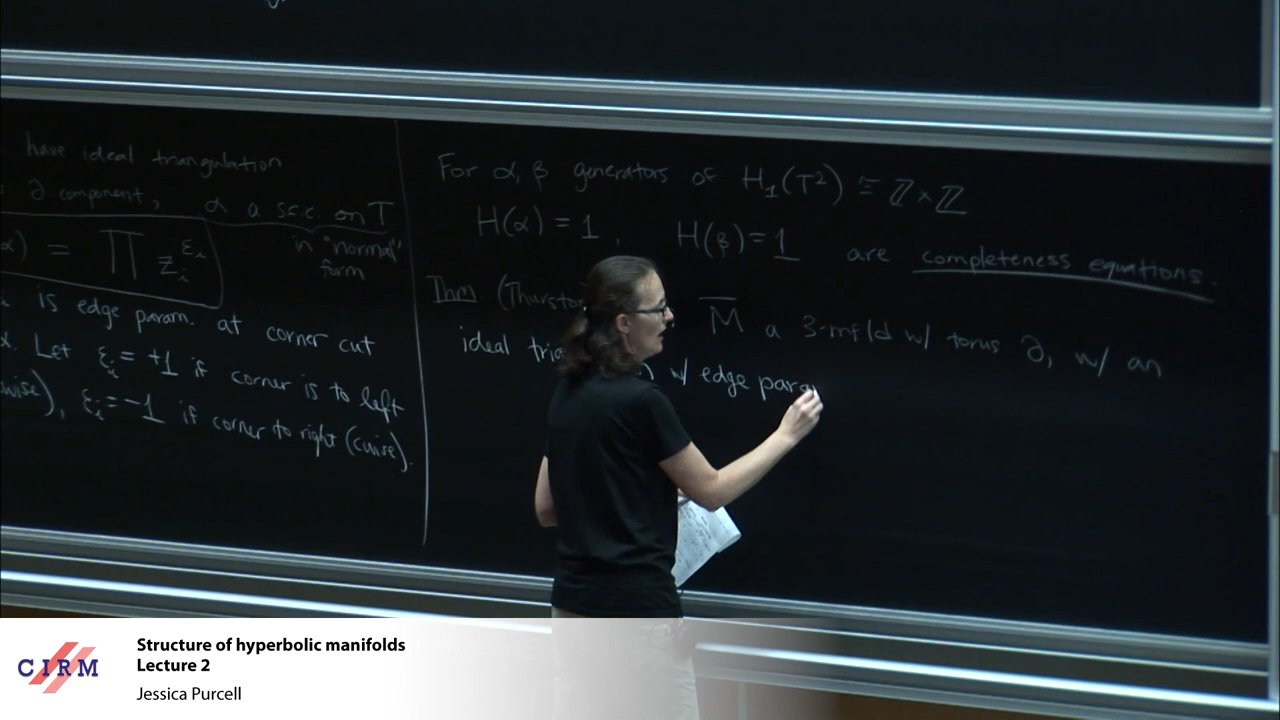 have ideal triangulation
∂ component, α a s.c.c. on T
α) = ∏ z_i^{ε_i} in "normal" form
is edge param. at corner cut
α. Let ε_i = +1 if corner is to left
wise), ε_i = -1 if corner to right (cwise).
For α, β generators of H_1(T²) ≅ ℤ×ℤ
H(α) = 1, H(β) = 1 are completeness equations.
Thm (Thursto M̄ a 3-mfld w/ torus ∂, w/ an
ideal tria n w/ edge para
CIRM
Structure of hyperbolic manifolds
Lecture 2
Jessica Purcell